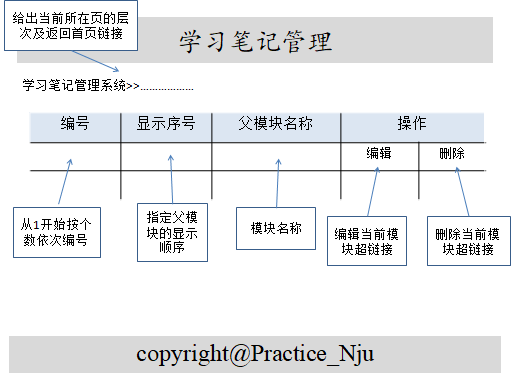 给出当前所在页的层
次及返回首页链接
学习笔记管理
学习笔记管理系统>>………………
编号 显示序号 父模块名称 操作
编辑 删除
从1开始按个
数依次编号
指定父模
块的显示
顺序
模块名称
编辑当前模
块超链接
删除当前模
块超链接
copyright@Practice_Nju